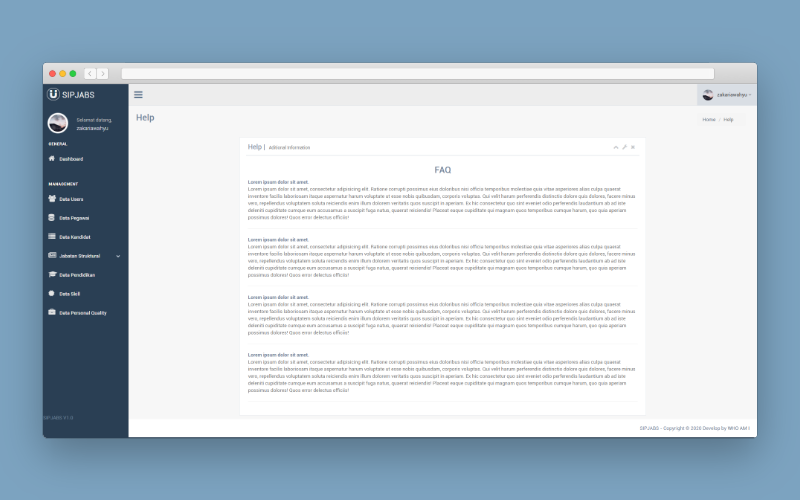 SIPJABS
zakariawahyu
Selamat datang,
zakariawahyu
GENERAL
Dashboard
MANAGEMENT
Data Users
Data Pegawai
Data Kandidat
Jabatan Struktural
Data Pendidikan
Data Skill
Data Personal Quality
SIPJABS V1.0
Help
Home / Help
Help | Aditional information
FAQ
Lorem ipsum dolor sit amet.
Lorem ipsum dolor sit amet, consectetur adipisicing elit. Ratione corrupti possimus eius doloribus nisi officia temporibus molestiae quia vitae asperiores alias culpa quaerat
inventore facilis laboriosam itaque aspernatur harum voluptate ut esse nobis quibusdam, corporis voluptas. Qui velit perferendis distinctio dolora quo dolores, facere minus
vero, repellendus voluptatem soluta reiciendis enim illum dolorem veritatis quos suscipit in aperiam. Ex hic consectetur quo sint eveniet odio perferendis laudantium ab ad iste
deleniti cupiditate cumque eum accusamus a suscipit fuga natus, quaerat reiciendis! Placeat eaque cupiditate qui magnam quos temporibus cumque harum, quo quia aperiam
possimus dolores! Quos error delectus officiis!
Lorem ipsum dolor sit amet.
Lorem ipsum dolor sit amet, consectetur adipisicing elit. Ratione corrupti possimus eius doloribus nisi officia temporibus molestiae quia vitae asperiores alias culpa quaerat
inventore facilis laboriosam itaque aspernatur harum voluptate ut esse nobis quibusdam, corporis voluptas. Qui velit perferendis distinctio dolora quo dolores, facere minus
vero, repellendus voluptatem soluta reiciendis enim illum dolorem veritatis quos suscipit in aperiam. Ex hic consectetur quo sint eveniet odio perferendis laudantium ab ad iste
deleniti cupiditate cumque eum accusamus a suscipit fuga natus, quaerat reiciendis! Placeat eaque cupiditate qui magnam quos temporibus cumque harum, quo quia aperiam
possimus dolores! Quos error delectus officiis!
Lorem ipsum dolor sit amet.
Lorem ipsum dolor sit amet, consectetur adipisicing elit. Ratione corrupti possimus eius doloribus nisi officia temporibus molestiae quia vitae asperiores alias culpa quaerat
inventore facilis laboriosam itaque aspernatur harum voluptate ut esse nobis quibusdam, corporis voluptas. Qui velit perferendis distinctio dolora quo dolores, facere minus
vero, repellendus voluptatem soluta reiciendis enim illum dolorem veritatis quos suscipit in aperiam. Ex hic consectetur quo sint eveniet odio perferendis laudantium ab ad iste
deleniti cupiditate cumque eum accusamus a suscipit fuga natus, quaerat reiciendis! Placeat eaque cupiditate qui magnam quos temporibus cumque harum, quo quia aperiam
possimus dolores! Quos error delectus officiis!
Lorem ipsum dolor sit amet.
Lorem ipsum dolor sit amet, consectetur adipisicing elit. Ratione corrupti possimus eius doloribus nisi officia temporibus molestiae quia vitae asperiores alias culpa quaerat
inventore facilis laboriosam itaque aspernatur harum voluptate ut esse nobis quibusdam, corporis voluptas. Qui velit perferendis distinctio dolora quo dolores, facere minus
vero, repellendus voluptatem soluta reiciendis enim illum dolorem veritatis quos suscipit in aperiam. Ex hic consectetur quo sint eveniet odio perferendis laudantium ab ad iste
deleniti cupiditate cumque eum accusamus a suscipit fuga natus, quaerat reiciendis! Placeat eaque cupiditate qui magnam quos temporibus cumque harum, quo quia aperiam
possimus dolores! Quos error delectus officiis!
SIPJABS - Copyright © 2020 Develop by WHO AM I